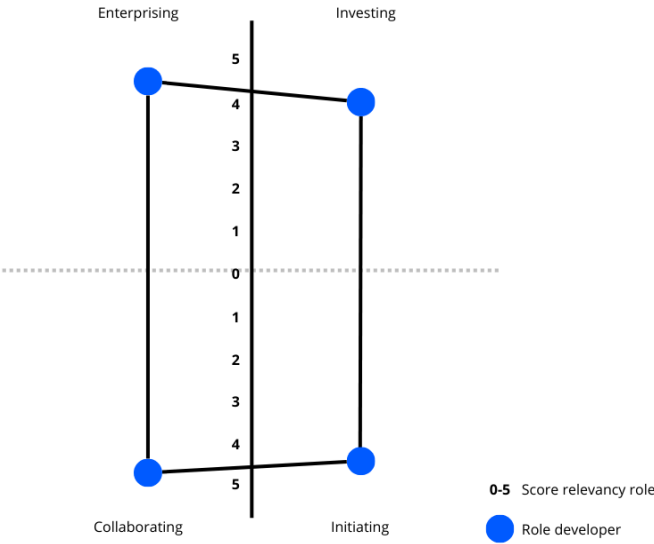 Enterprising
Investing
5
4
3
2
1
0
1
2
3
4
5
Collaborating
Initiating
0-5 Score relevancy role
Role developer